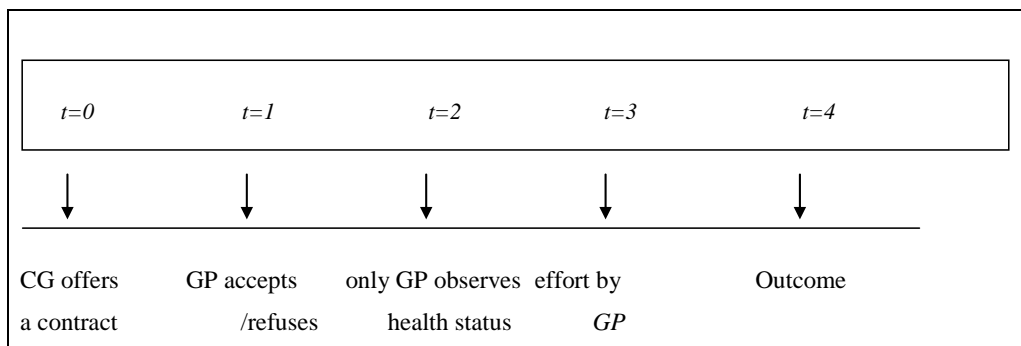 t=0 t=1 t=2 t=3 t=4
CG offers GP accepts only GP observes effort by Outcome
a contract /refuses health status GP